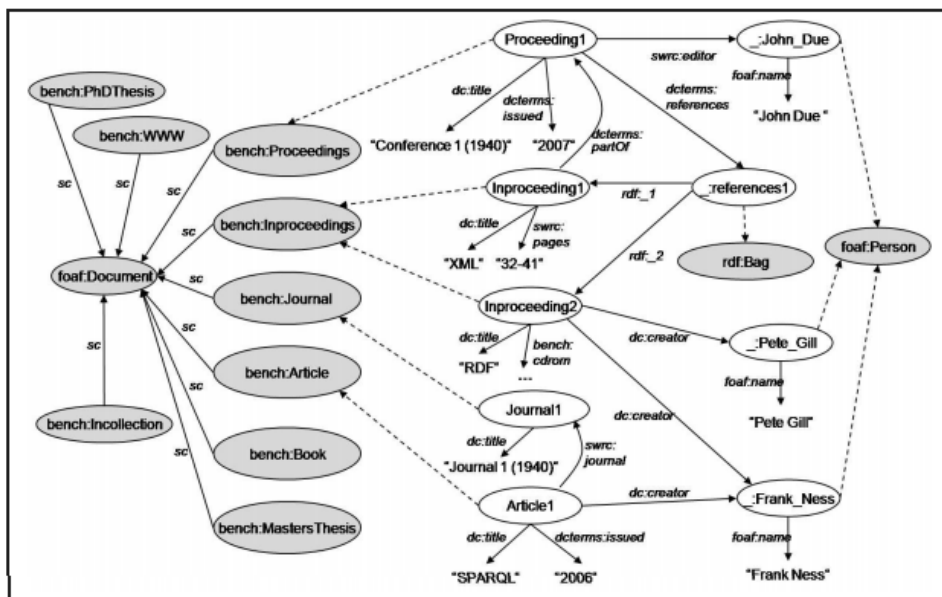 Proceeding1
_:John_Due
swrc:editor
foaf:name
bench:PhDThesis
dc:title
dcterms:
issued
dcterms:
references
bench:WWW
"John Due "
bench:Proceedings
"Conference 1 (1940)"
"2007"
dcterms:
partOf
sc
sc
sc
Inproceeding1
rdf:_1
_:references1
bench:Inproceedings
sc
dc:title
swrc:
pages
foaf:Person
foaf:Document
"XML"
"32-41"
rdf:_2
rdf:Bag
sc
bench:Journal
Inproceeding2
sc
sc
dc:title
bench:
cdrom
dc:creator
_:Pete_Gill
bench:Article
"RDF"
...
foaf:name
sc
Journal1
dc:creator
bench:Incollection
"Pete Gill"
dc:title
swrc:
journal
sc
bench:Book
"Journal 1 (1940)"
dc:creator
_:Frank_Ness
Article1
bench:MastersThesis
dc:title
dcterms:issued
foaf:name
"SPARQL"
"2006"
"Frank Ness"